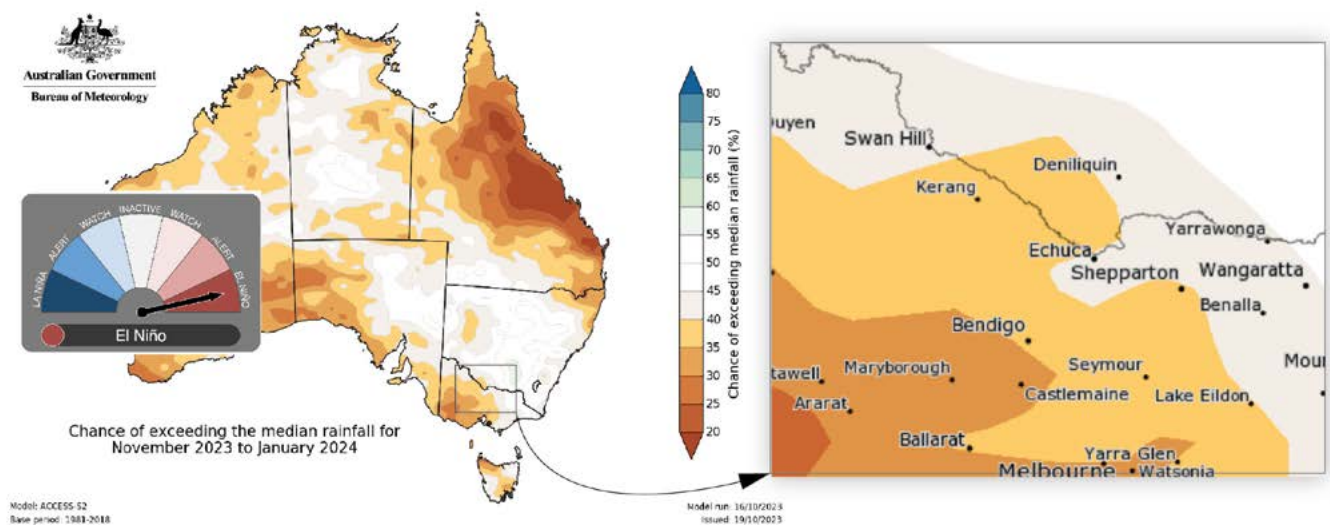 Australian Government
Bureau of Meteorology
LA NIÑA
ALERT
WATCH
INACTIVE
WATCH
ALERT
EL NIÑO
El Niño
Chance of exceeding the median rainfall for
November 2023 to January 2024
Model: ACCESS-S2
Base period: 1981-2018
Model run: 16/10/2023
Issued: 19/10/2023
80
75
70
65
60
55
50
45
40
35
30
25
20
Chance of exceeding median rainfall (%)
uyen
Swan Hill
Deniliquin
Kerang
Yarrawonga
Echuca
Shepparton
Wangaratta
Benalla
Bendigo
Seymour
Moun
Maryborough
tawell
Castlemaine
Lake Eildon
Ararat
Ballarat
Yarra Glen
Melbourne
Watsonia